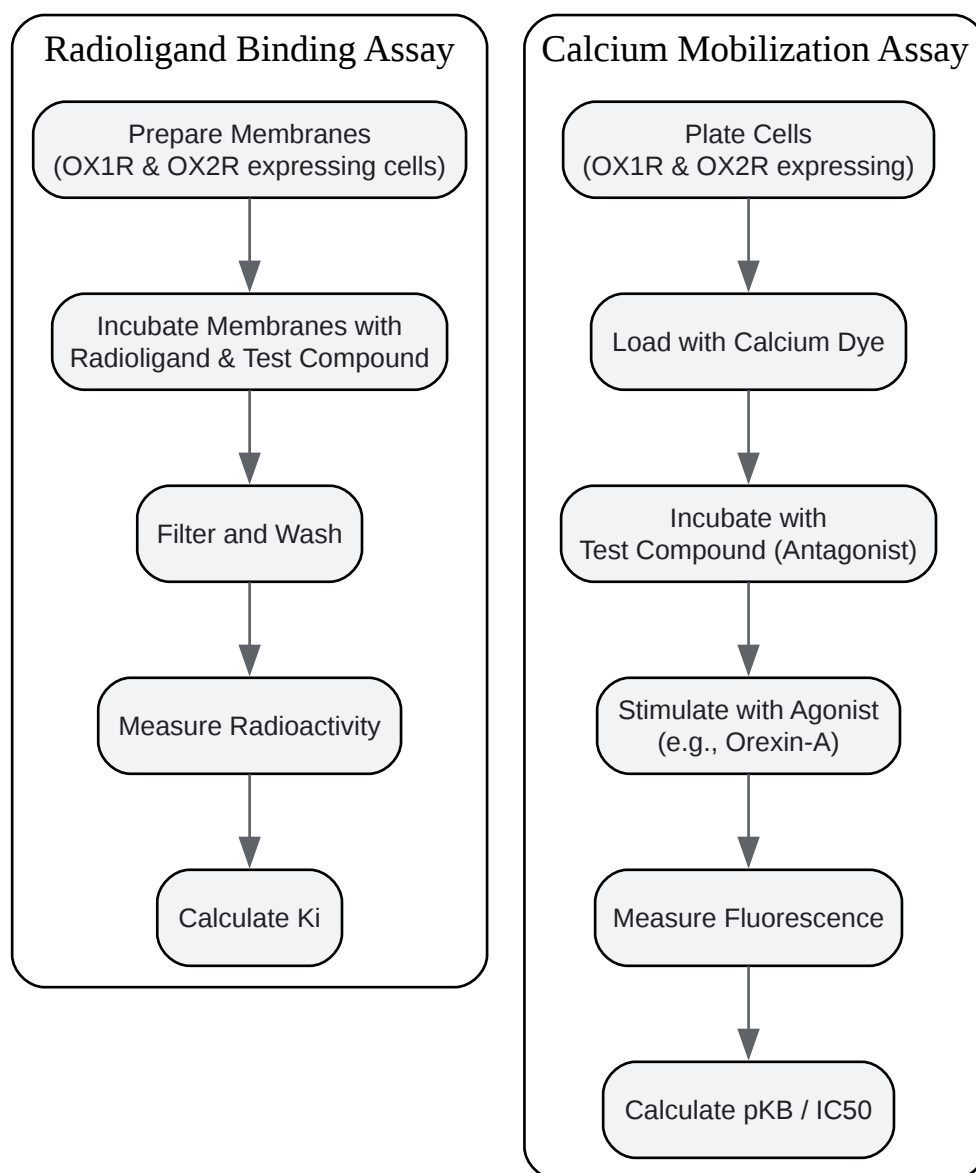 Radioligand Binding Assay
Prepare Membranes
(OX1R & OX2R expressing cells)
Incubate Membranes with
Radioligand & Test Compound
Filter and Wash
Measure Radioactivity
Calculate Ki
Calcium Mobilization Assay
Plate Cells
(OX1R & OX2R expressing)
Load with Calcium Dye
Incubate with
Test Compound (Antagonist)
Stimulate with Agonist
(e.g., Orexin-A)
Measure Fluorescence
Calculate pKB / IC50